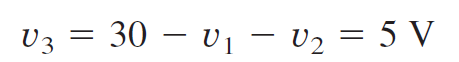 v₃ = 30 − v₁ − v₂ = 5 V